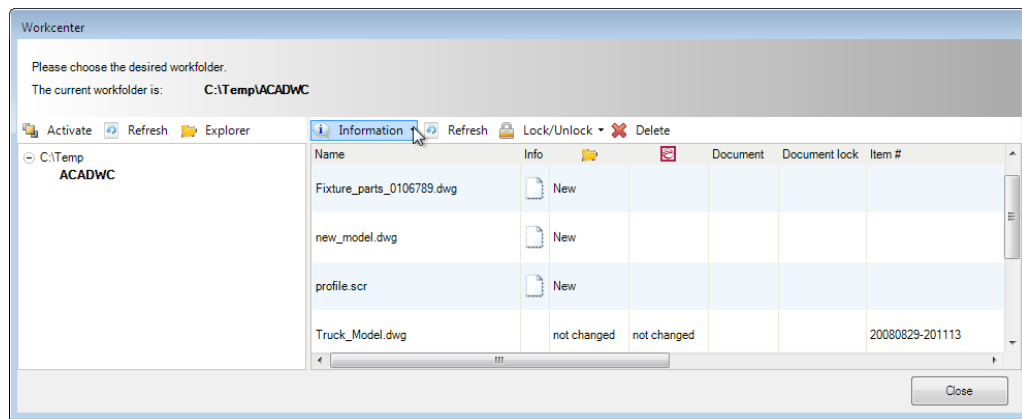 Workcenter
Please choose the desired workfolder.
The current workfolder is: C:\Temp\ACADWC
Activate Refresh Explorer Information Refresh Lock/Unlock Delete
C:\Temp
ACADWC
Name Info Document Document lock Item #
Fixture_parts_0106789.dwg New
new_model.dwg New
profile.scr New
Truck_Model.dwg not changed not changed 20080829-201113
Close